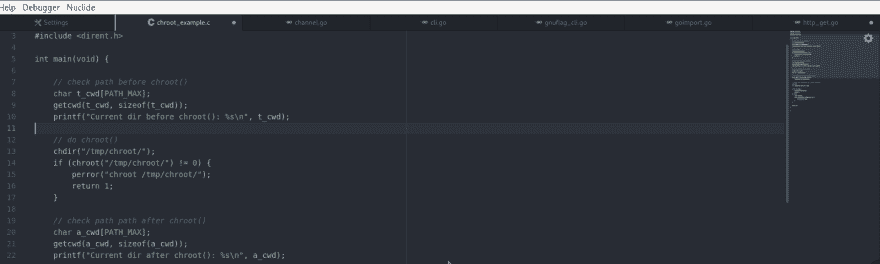 Help Debugger Nuclide
Settings chroot_example.c channel.go cli.go gnuflag_cli.go goimport.go http_get.go
3 #include <dirent.h>
4
5 int main(void) {
6
7 // check path before chroot()
8 char t_cwd[PATH_MAX];
9 getcwd(t_cwd, sizeof(t_cwd));
10 printf("Current dir before chroot(): %s\n", t_cwd);
11
12 // do chroot()
13 chdir("/tmp/chroot/");
14 if (chroot("/tmp/chroot/") != 0) {
15 perror("chroot /tmp/chroot/");
16 return 1;
17 }
18
19 // check path path after chroot()
20 char a_cwd[PATH_MAX];
21 getcwd(a_cwd, sizeof(a_cwd));
22 printf("Current dir after chroot(): %s\n", a_cwd);